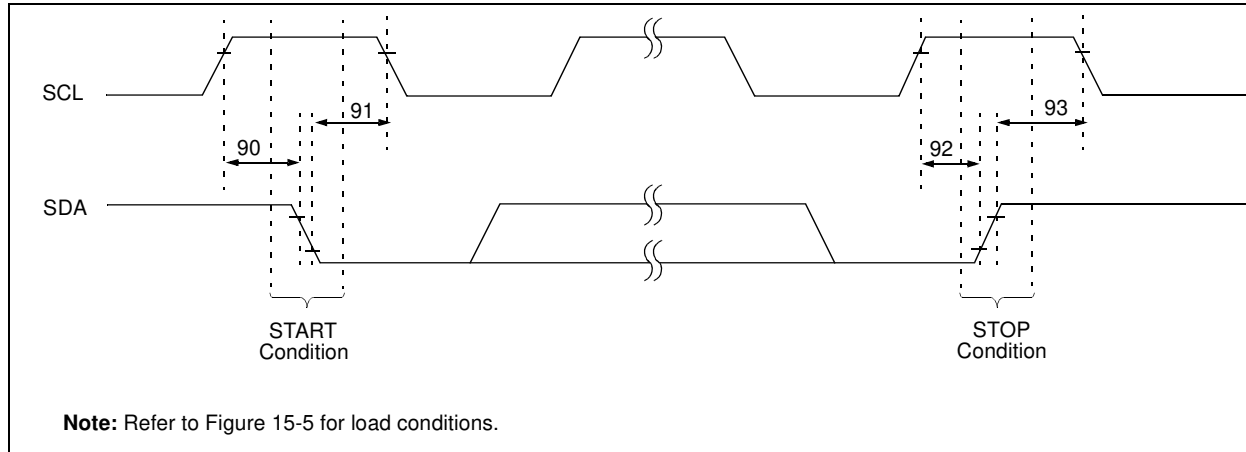 SCL
91
93
90
92
SDA
START
Condition
STOP
Condition
Note: Refer to Figure 15-5 for load conditions.